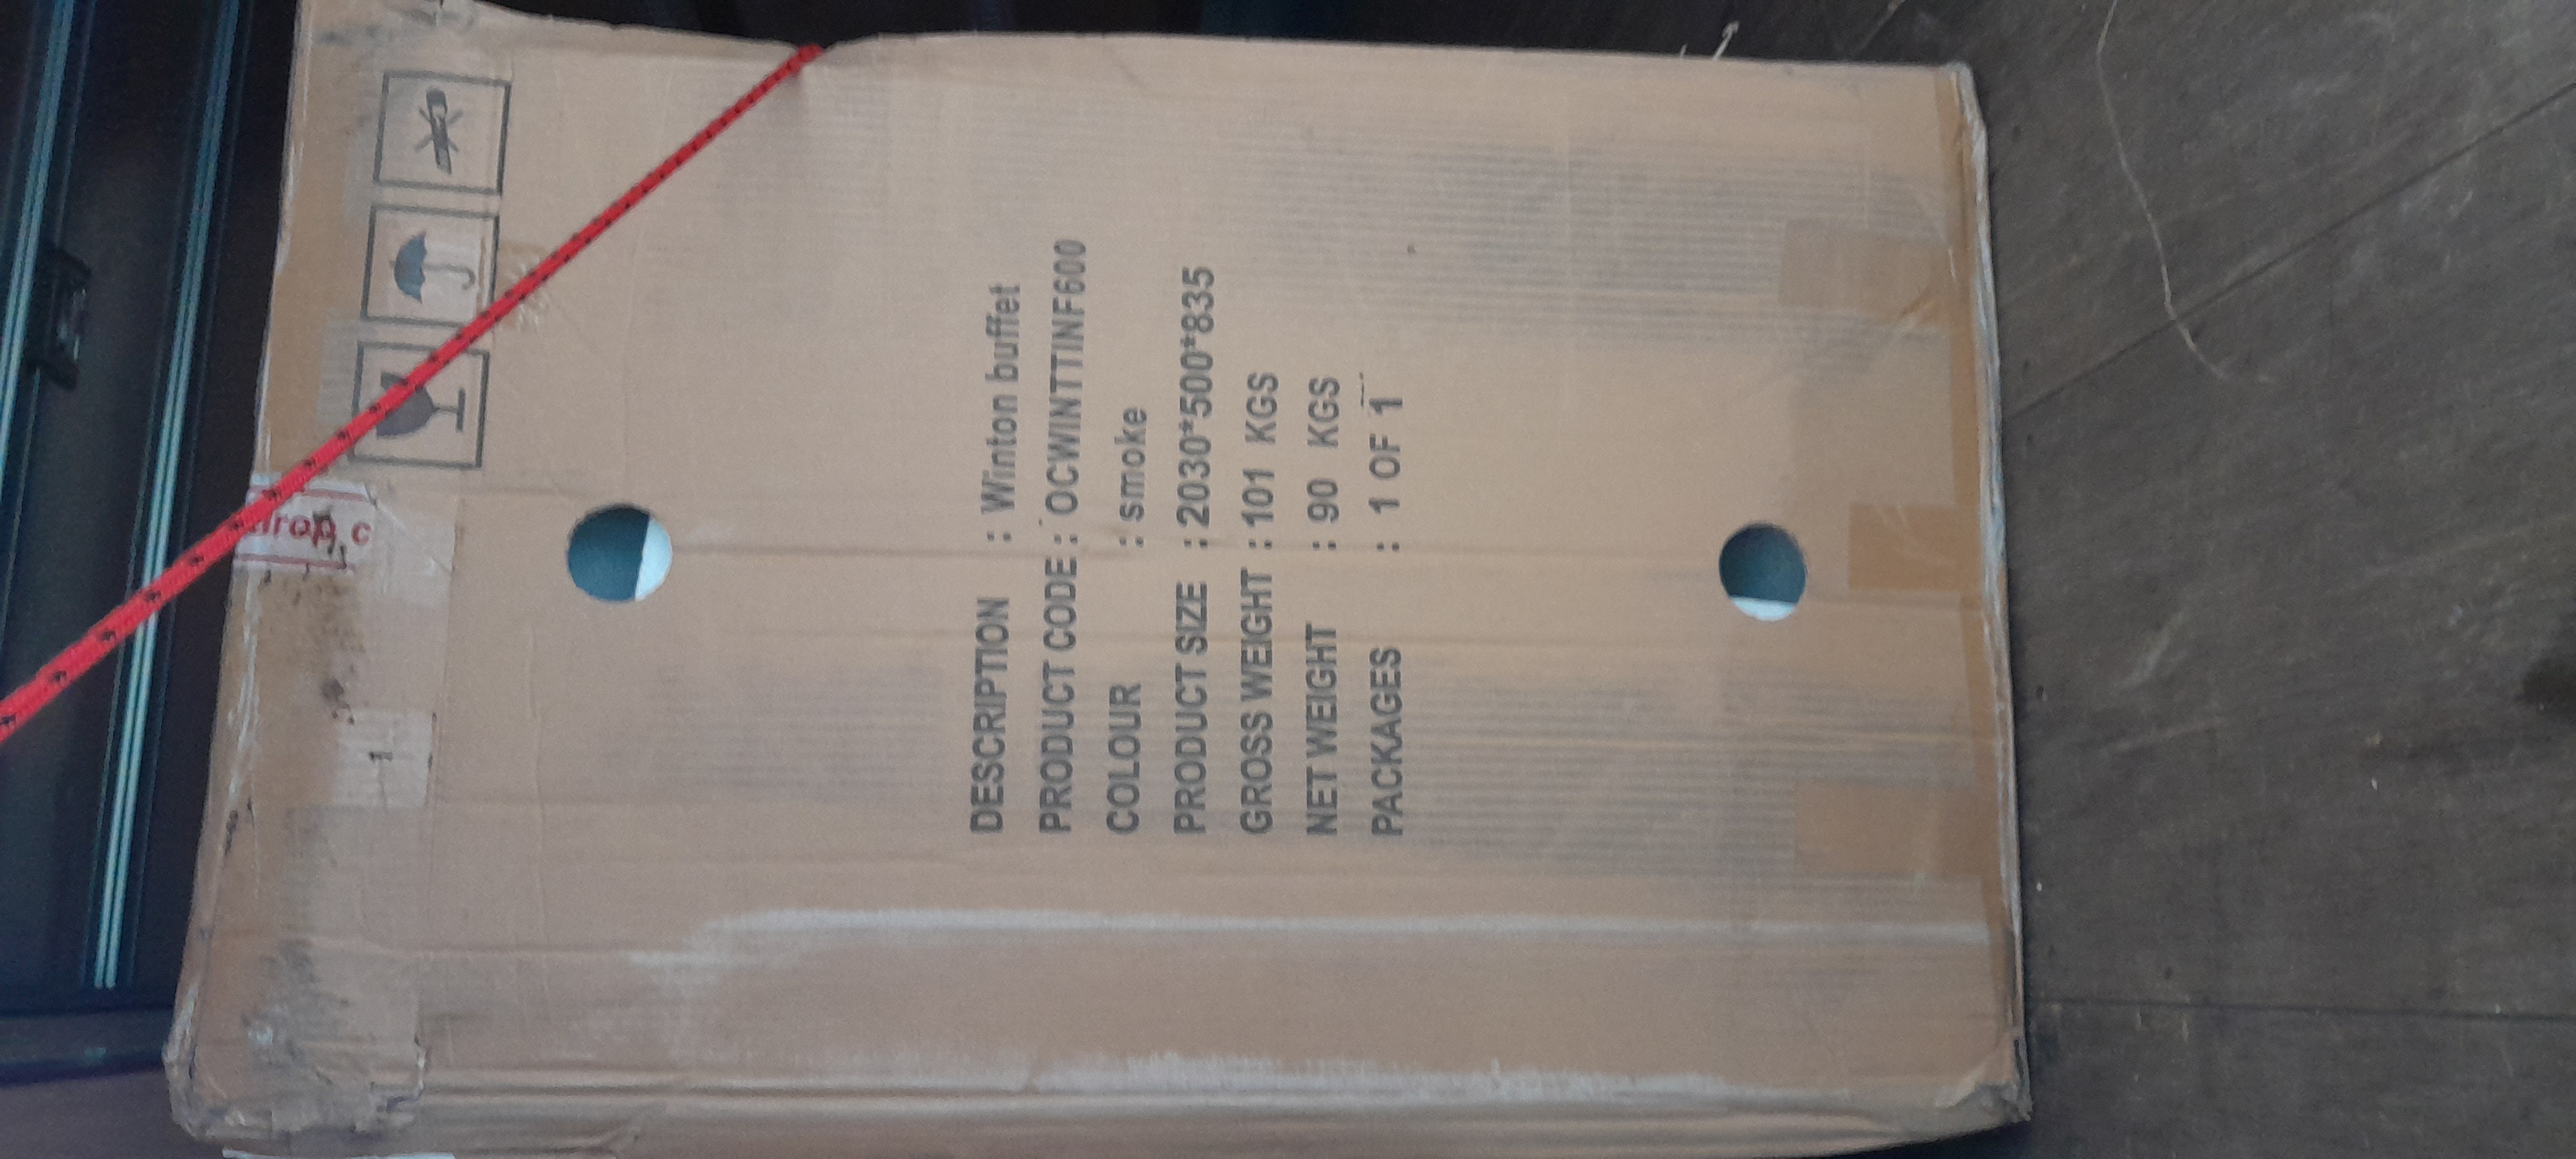 DESCRIPTION : Winton buffet
PRODUCT CODE : OCWINTTINF600
COLOUR : smoke
PRODUCT SIZE : 2030*500*835
GROSS WEIGHT : 101 KGS
NET WEIGHT : 90 KGS
PACKAGES : 1 OF 1
1